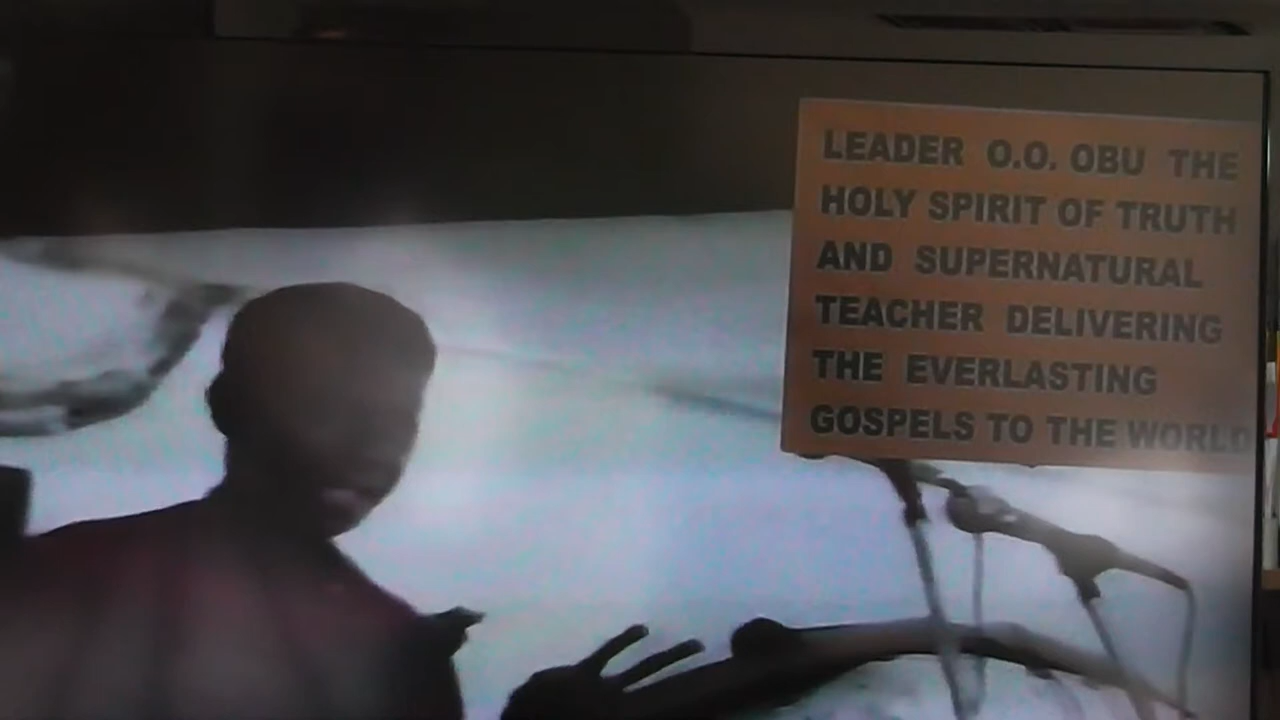 LEADER O.O. OBU THE
HOLY SPIRIT OF TRUTH
AND SUPERNATURAL
TEACHER DELIVERING
THE EVERLASTING
GOSPELS TO THE WORLD